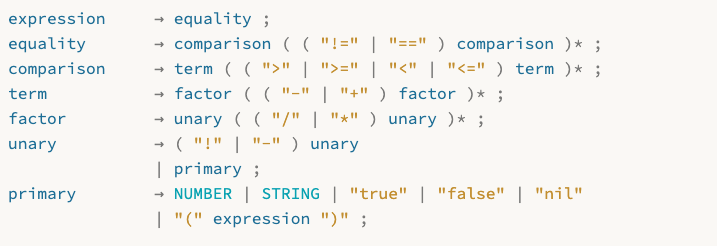 expression → equality ;
equality → comparison ( ( "!=" | "==" ) comparison )* ;
comparison → term ( ( ">" | ">=" | "<" | "<=" ) term )* ;
term → factor ( ( "-" | "+" ) factor )* ;
factor → unary ( ( "/" | "*" ) unary )* ;
unary → ( "!" | "-" ) unary
| primary ;
primary → NUMBER | STRING | "true" | "false" | "nil"
| "(" expression ")" ;